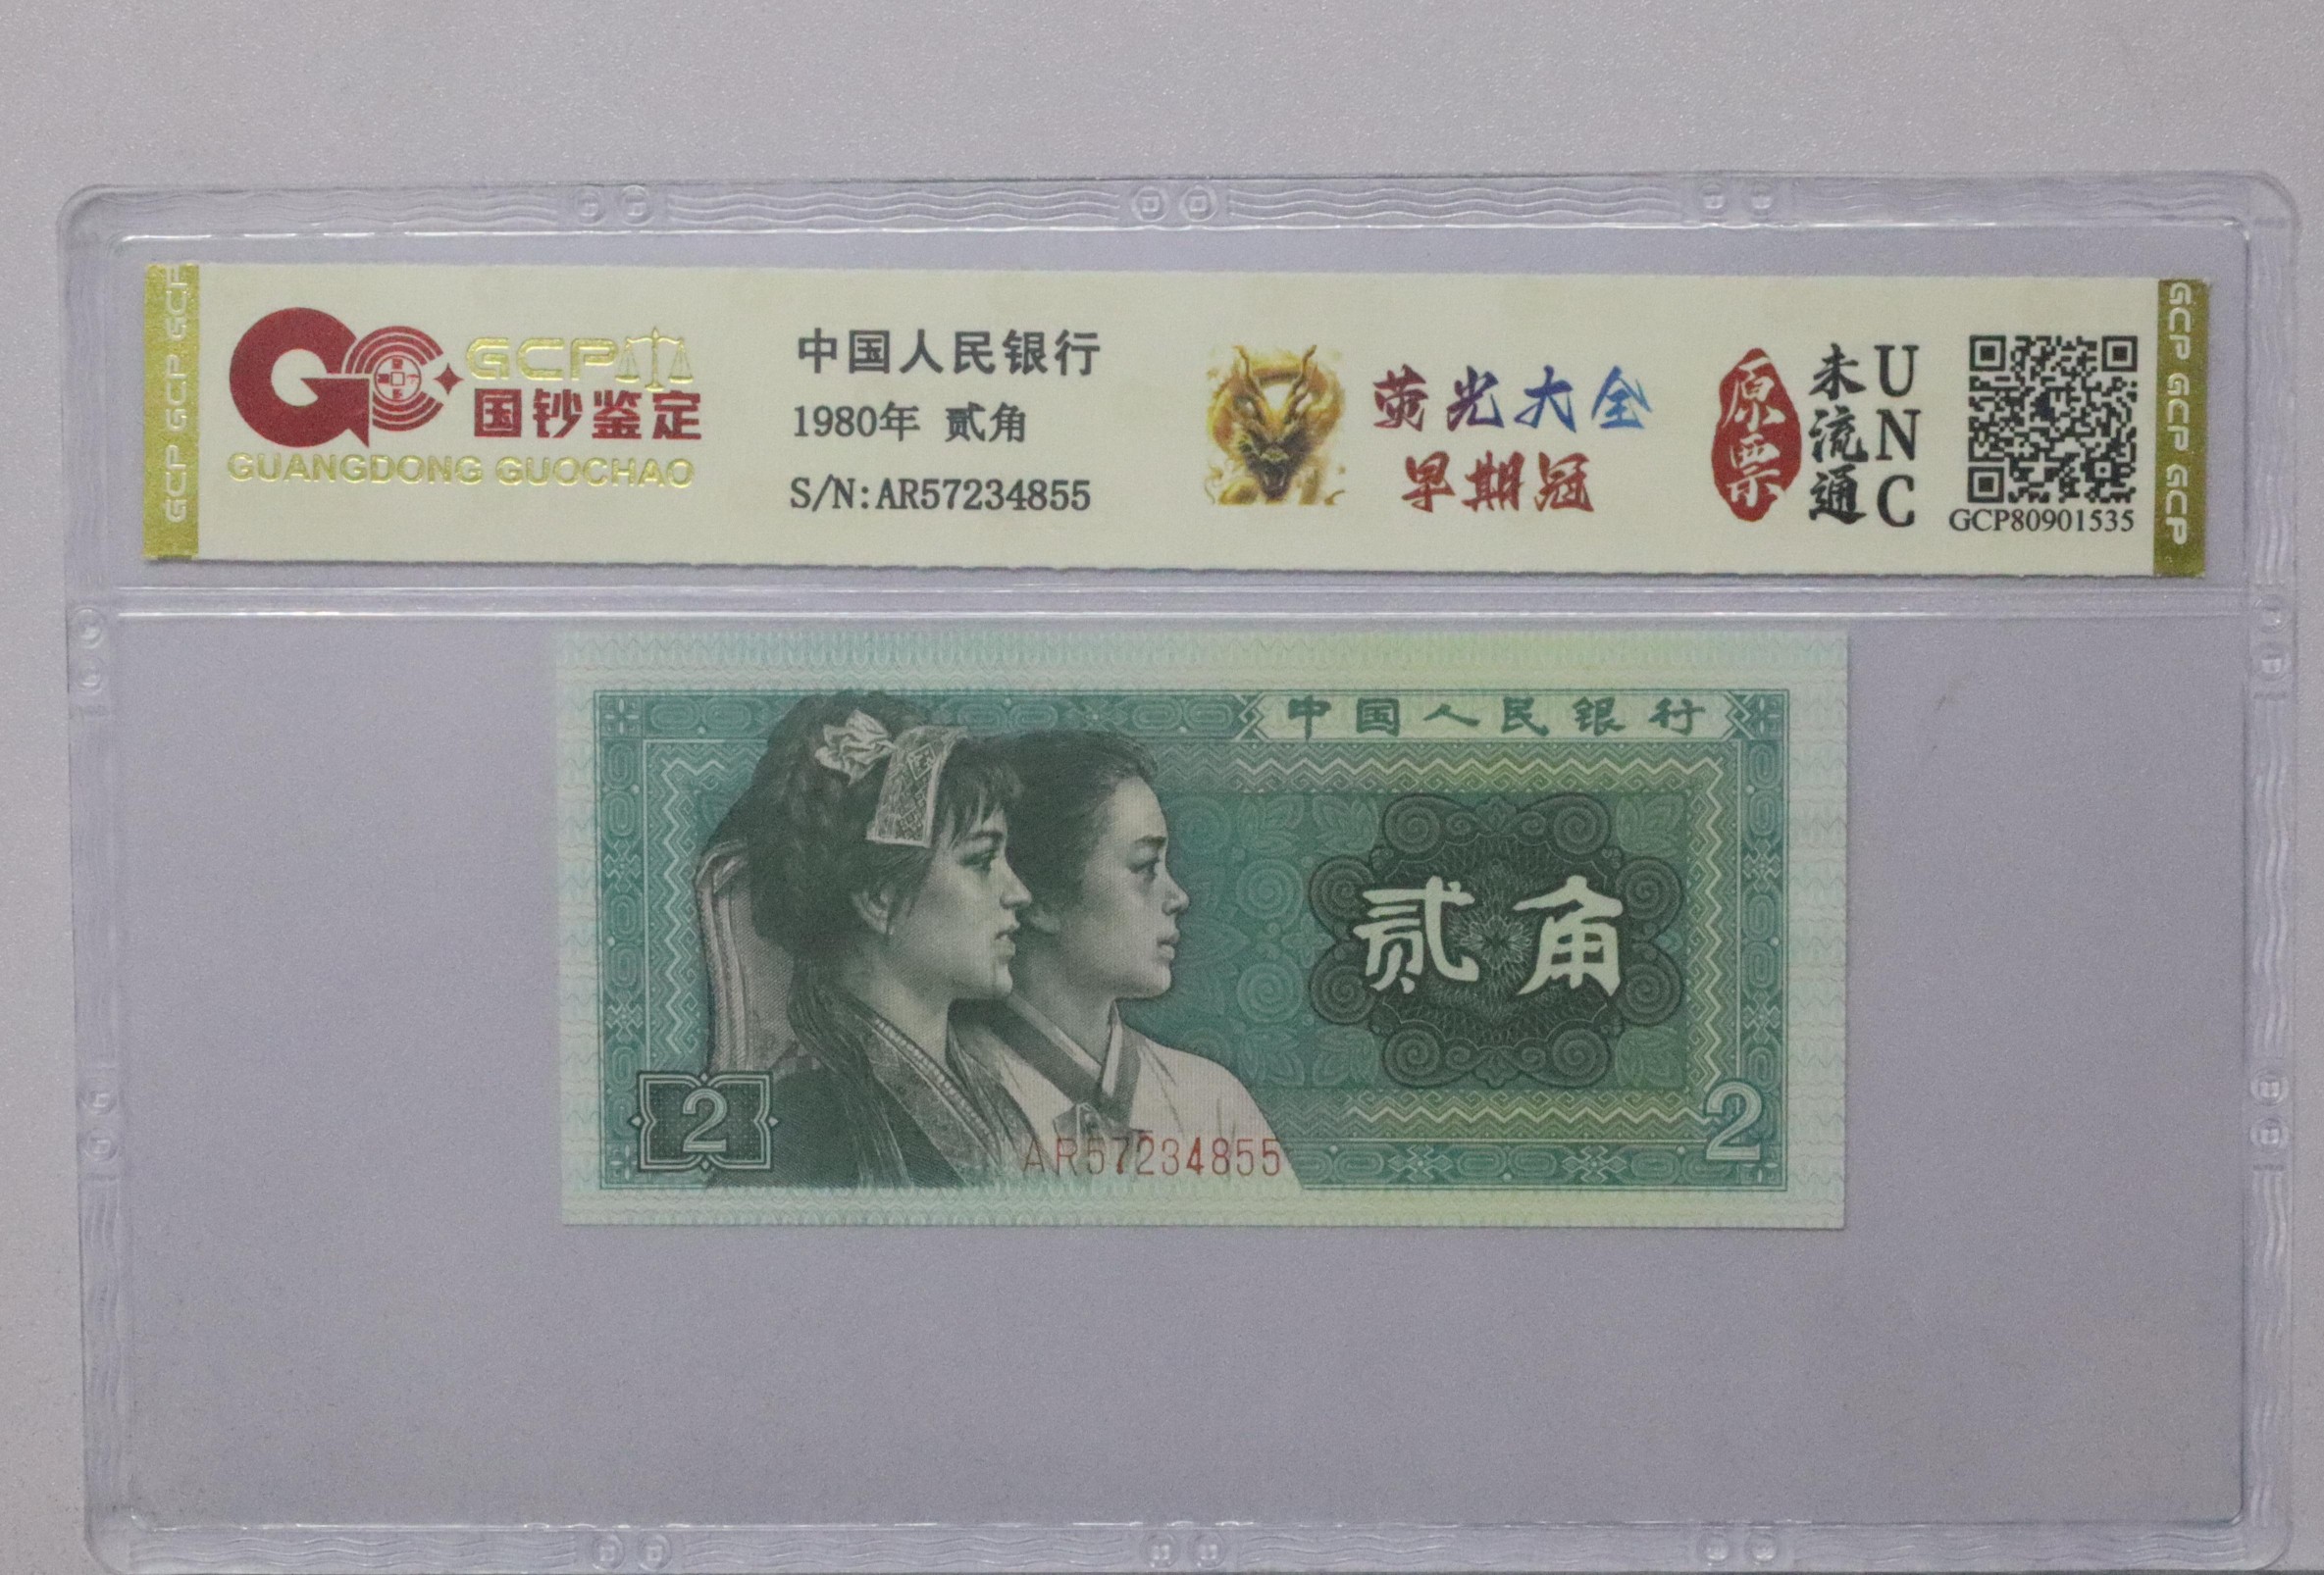 GCP
国钞鉴定
GUANGDONG GUOCHAO
中国人民银行
1980年 贰角
S/N:AR57234855
荧光大全
早期冠
原票
未流通
UNC
GCP80901535
GCP GCP GCP
GCP GCP GCP
中国人民银行
贰角
2
AR57234855
2